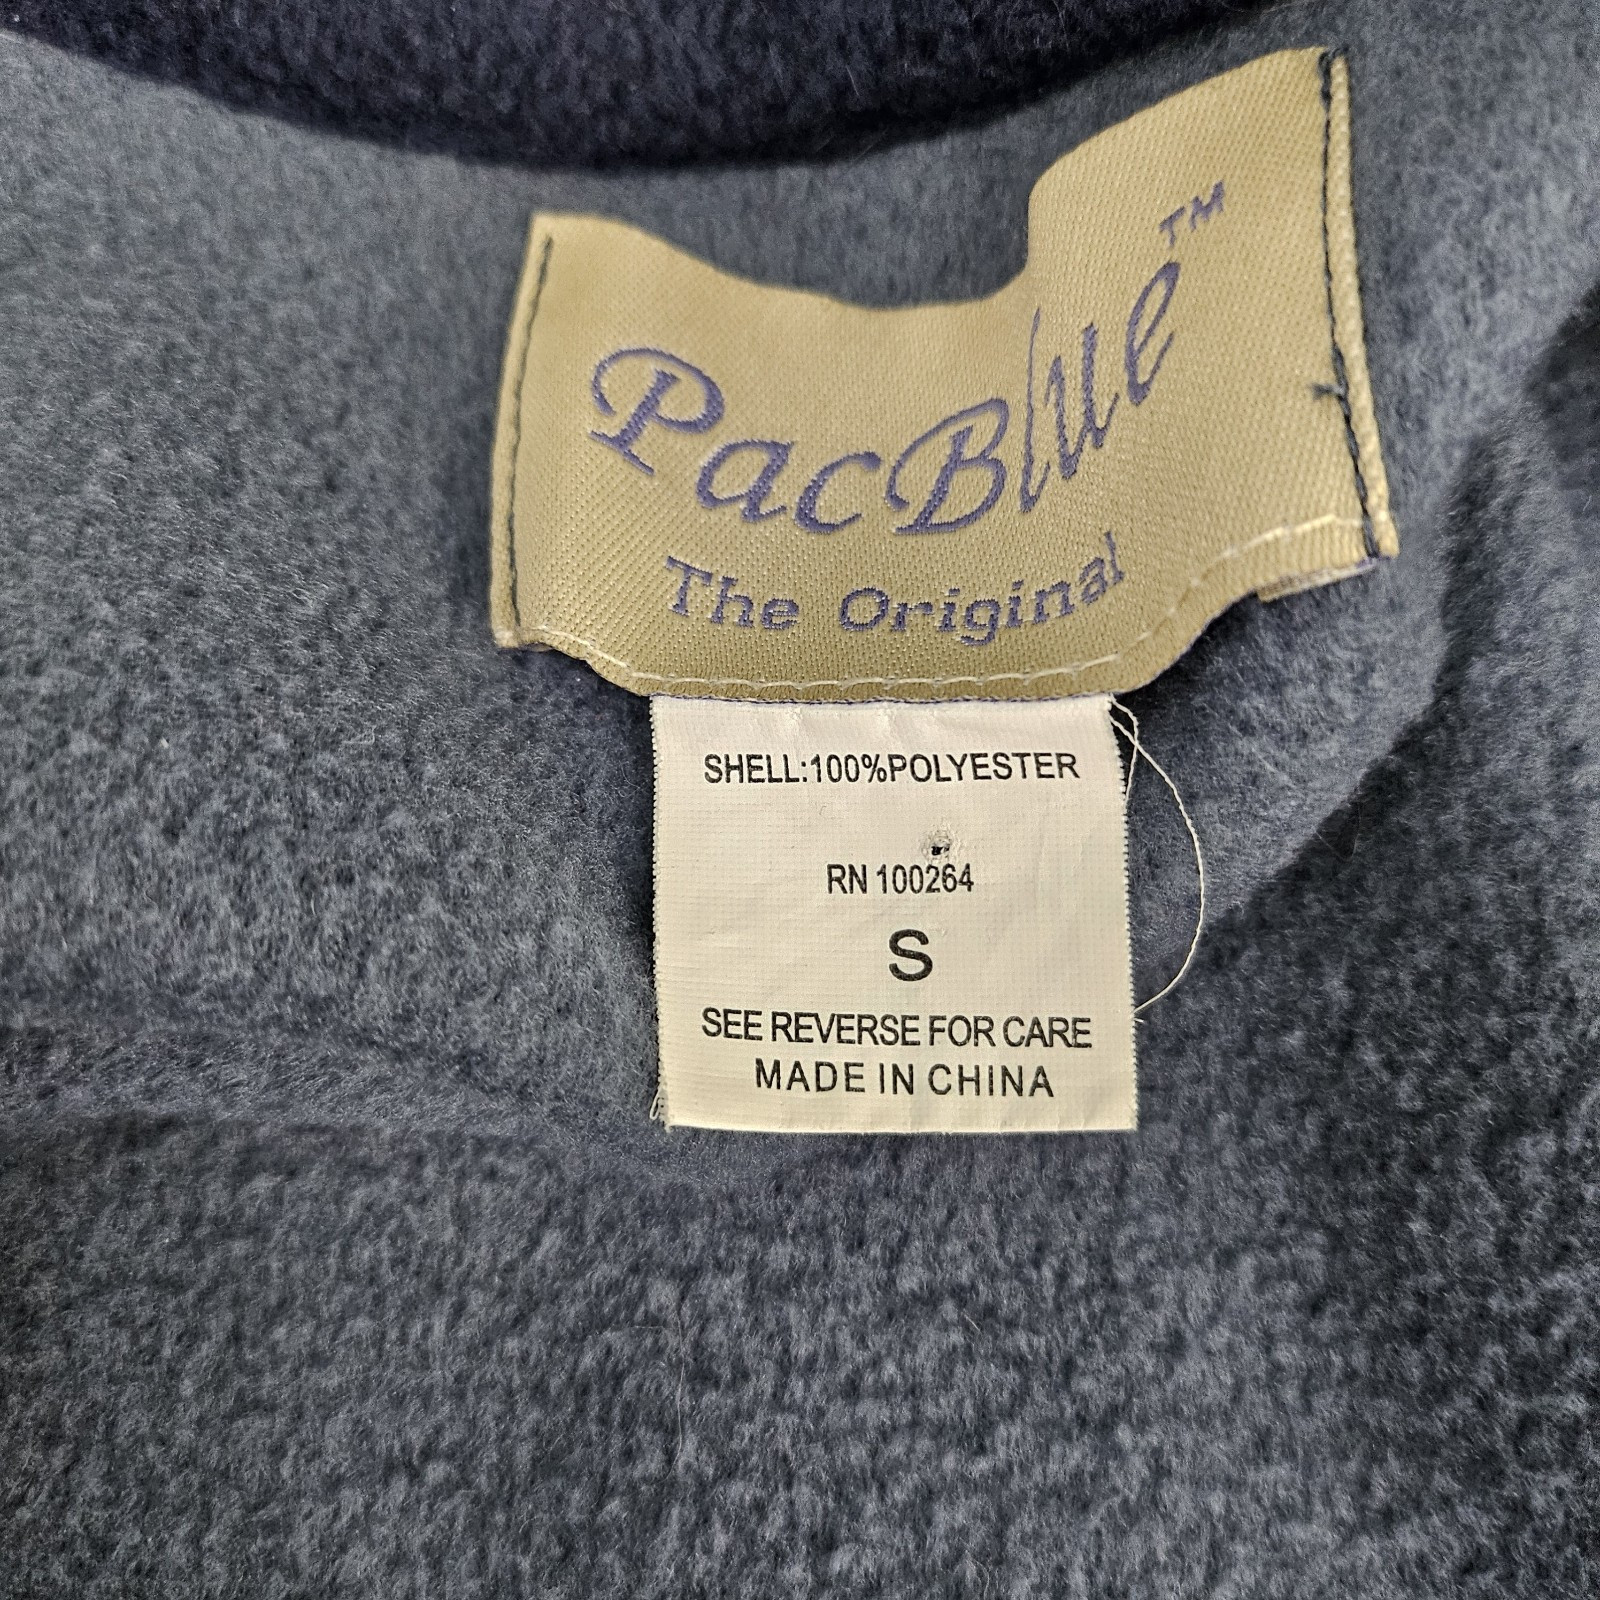 PacBlue™
The Original
SHELL:100%POLYESTER
RN 100264
S
SEE REVERSE FOR CARE
MADE IN CHINA